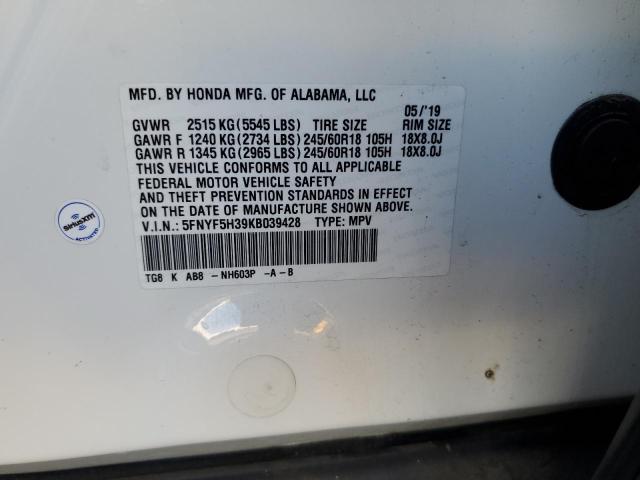 MFD. BY HONDA MFG. OF ALABAMA, LLC
05/'19
GVWR 2515 KG(5545 LBS) TIRE SIZE RIM SIZE
GAWR F 1240 KG(2734 LBS)245/60R18 105H 18X8.0J
GAWR R 1345 KG(2965 LBS)245/60R18 105H 18X8.0J
THIS VEHICLE CONFORMS TO ALL APPLICABLE
FEDERAL MOTOR VEHICLE SAFETY
AND THEFT PREVENTION STANDARDS IN EFFECT
ON THE DATE OF MANUFACTURE SHOWN ABOVE.
V.I.N.: 5FNYF5H39KB039428 TYPE: MPV
TG8 K AB8 -NH603P -A-B
((SiriusXM))